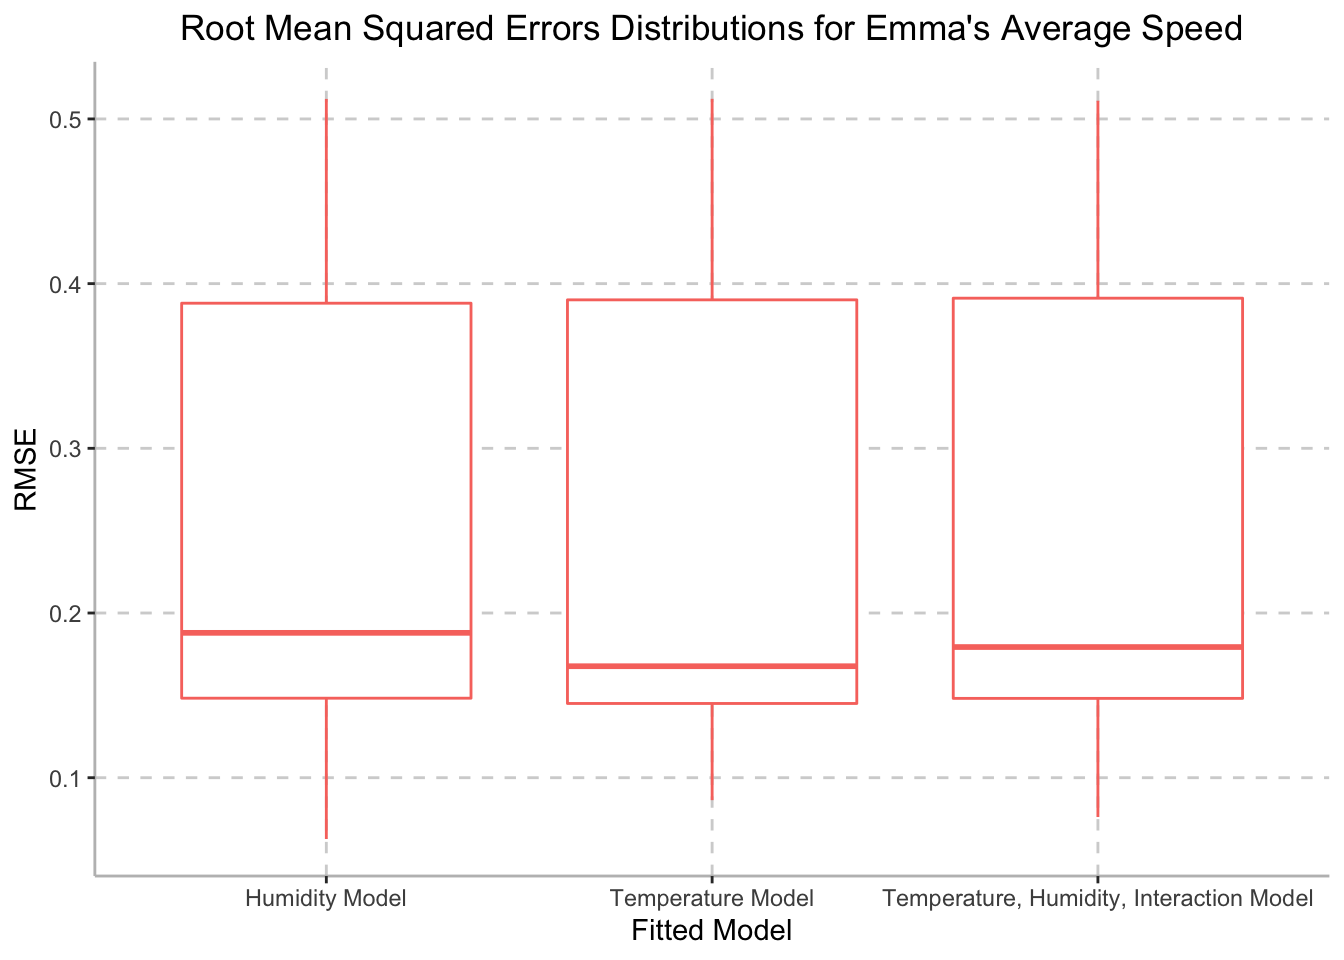 Root Mean Squared Errors Distributions for Emma's Average Speed
0.5
0.4
0.3
0.2
0.1
RMSE
Humidity Model
Temperature Model
Temperature, Humidity, Interaction Model
Fitted Model